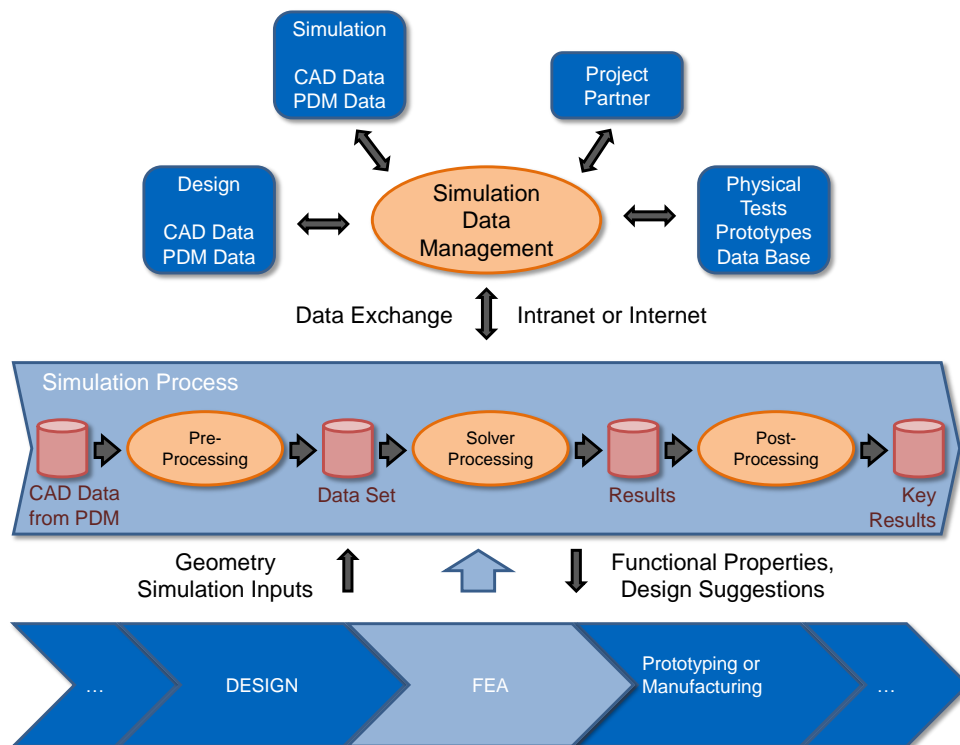 Simulation
CAD Data
PDM Data
Project
Partner
Design
CAD Data
PDM Data
Simulation
Data
Management
Physical
Tests
Prototypes
Data Base
Data Exchange
Intranet or Internet
Simulation Process
Pre-
Processing
Solver
Processing
Post-
Processing
CAD Data
from PDM
Data Set
Results
Key
Results
Geometry
Simulation Inputs
Functional Properties,
Design Suggestions
…
DESIGN
FEA
Prototyping or
Manufacturing
…